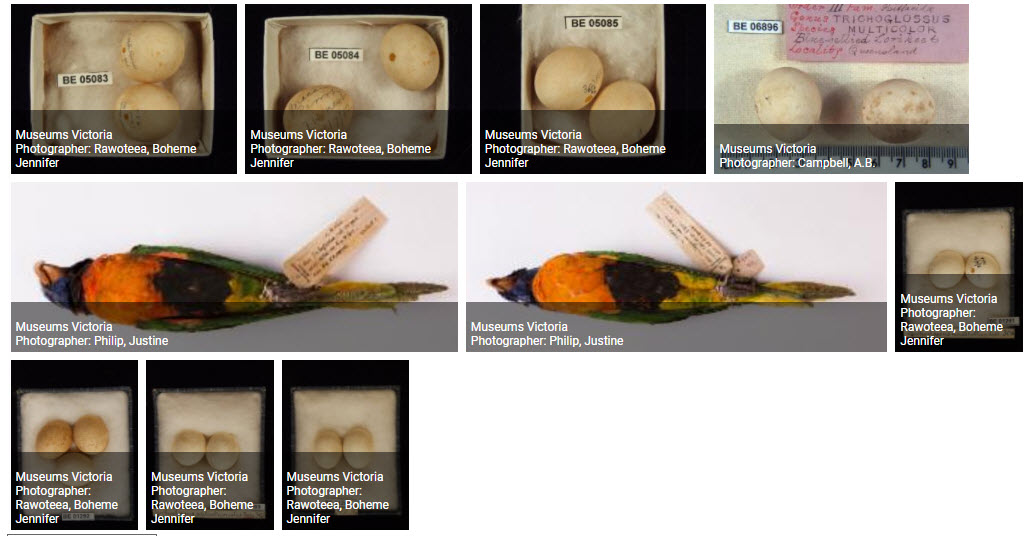 BE 05083
Museums Victoria
Photographer: Rawoteea, Boheme
Jennifer
BE 05084
Museums Victoria
Photographer: Rawoteea, Boheme
Jennifer
BE 05085
Museums Victoria
Photographer: Rawoteea, Boheme
Jennifer
Order III Fam.
Genus TRICHOGLOSSUS
Species MULTICOLOR
Blue-bellied Lorikeet
Locality Queensland
BE 06896
6 7 8 9
Museums Victoria
Photographer: Campbell, A.B.
Museums Victoria
Photographer: Philip, Justine
Museums Victoria
Photographer: Philip, Justine
Museums Victoria
Photographer:
Rawoteea, Boheme
Jennifer
Museums Victoria
Photographer:
Rawoteea, Boheme
Jennifer
Museums Victoria
Photographer:
Rawoteea, Boheme
Jennifer
Museums Victoria
Photographer:
Rawoteea, Boheme
Jennifer